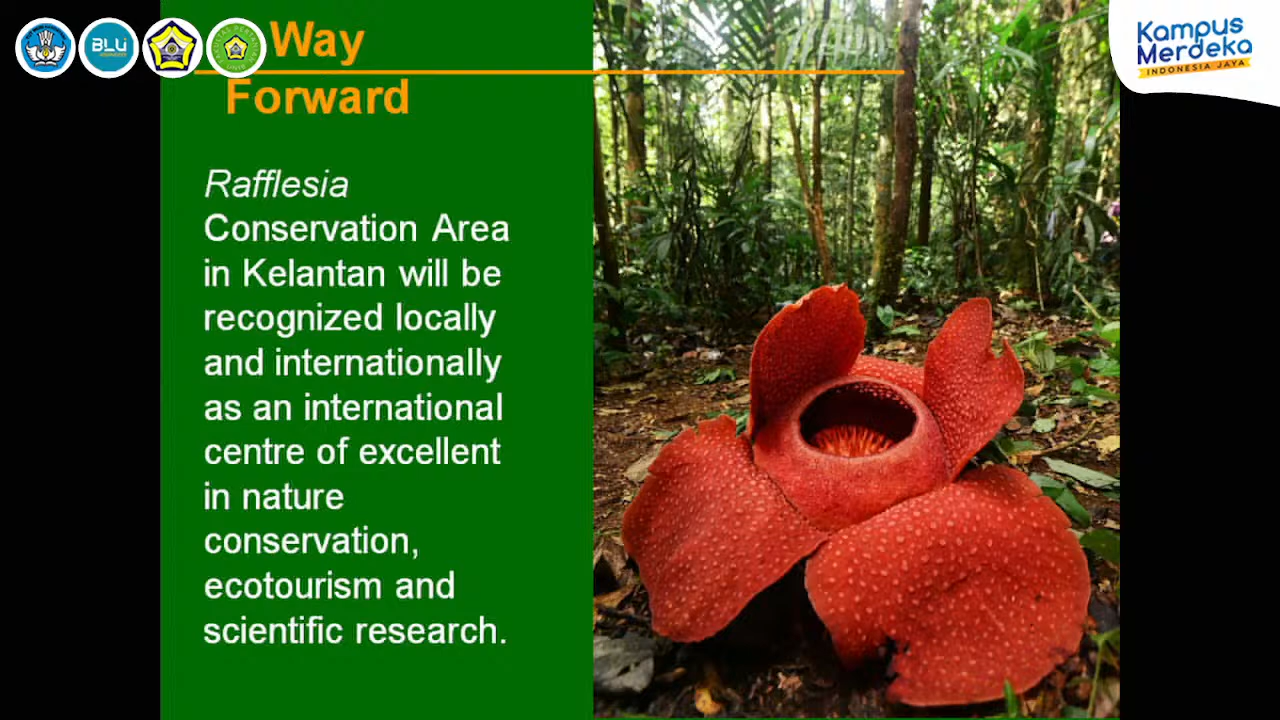 BLU
Way
Forward
Rafflesia
Conservation Area
in Kelantan will be
recognized locally
and internationally
as an international
centre of excellent
in nature
conservation,
ecotourism and
scientific research.
Kampus
Merdeka
INDONESIA JAYA